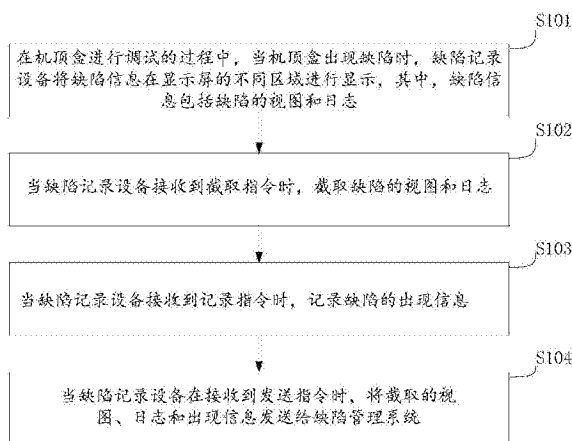 S101
在机顶盒进行调试的过程中，当机顶盒出现缺陷时，缺陷记录
设备将缺陷信息在显示屏的不同区域进行显示，其中，缺陷信
息包括缺陷的视图和日志
S102
当缺陷记录设备接收到截取指令时，截取缺陷的视图和日志
S103
当缺陷记录设备接收到记录指令时，记录缺陷的出现信息
S104
当缺陷记录设备在接收到发送指令时，将截取的视
图、日志和出现信息发送给缺陷管理系统